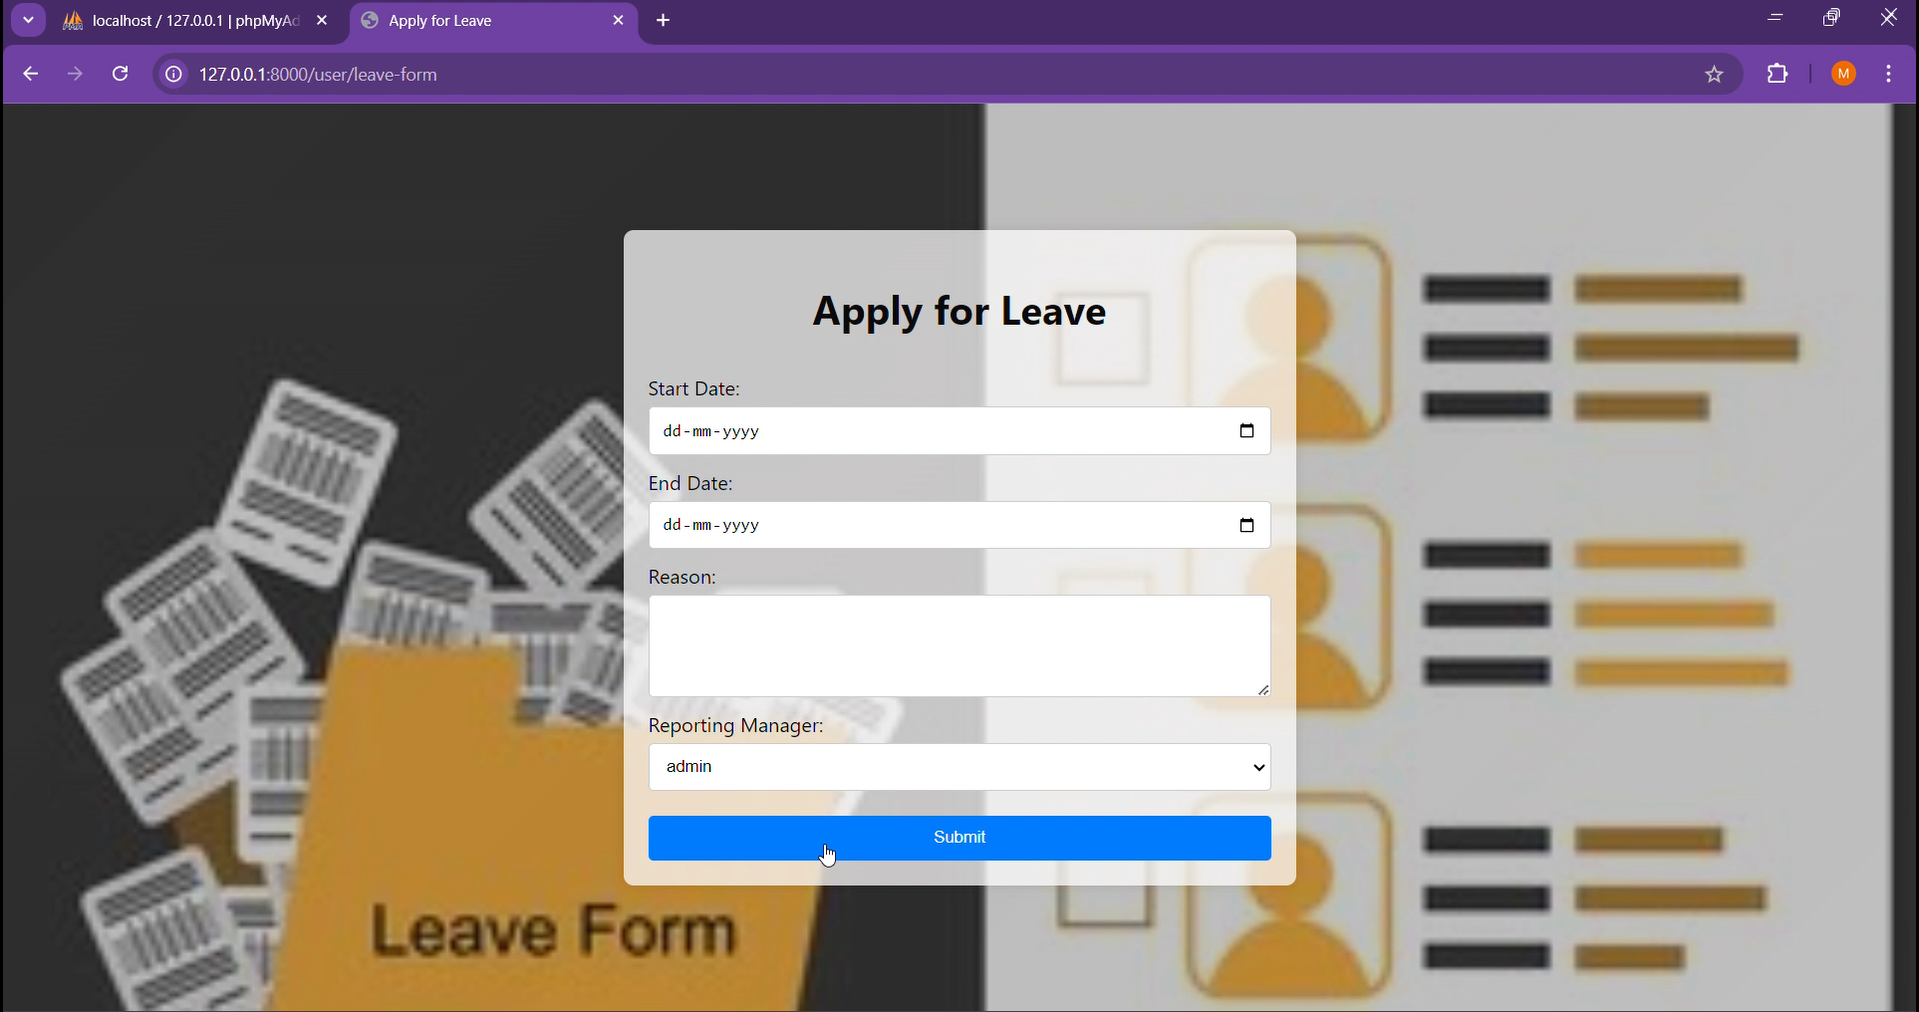 localhost / 127.0.0.1 | phpMyAd
Apply for Leave
127.0.0.1:8000/user/leave-form
M
Apply for Leave
Start Date:
dd-mm-yyyy
End Date:
dd-mm-yyyy
Reason:
Reporting Manager:
admin
Submit
Leave Form